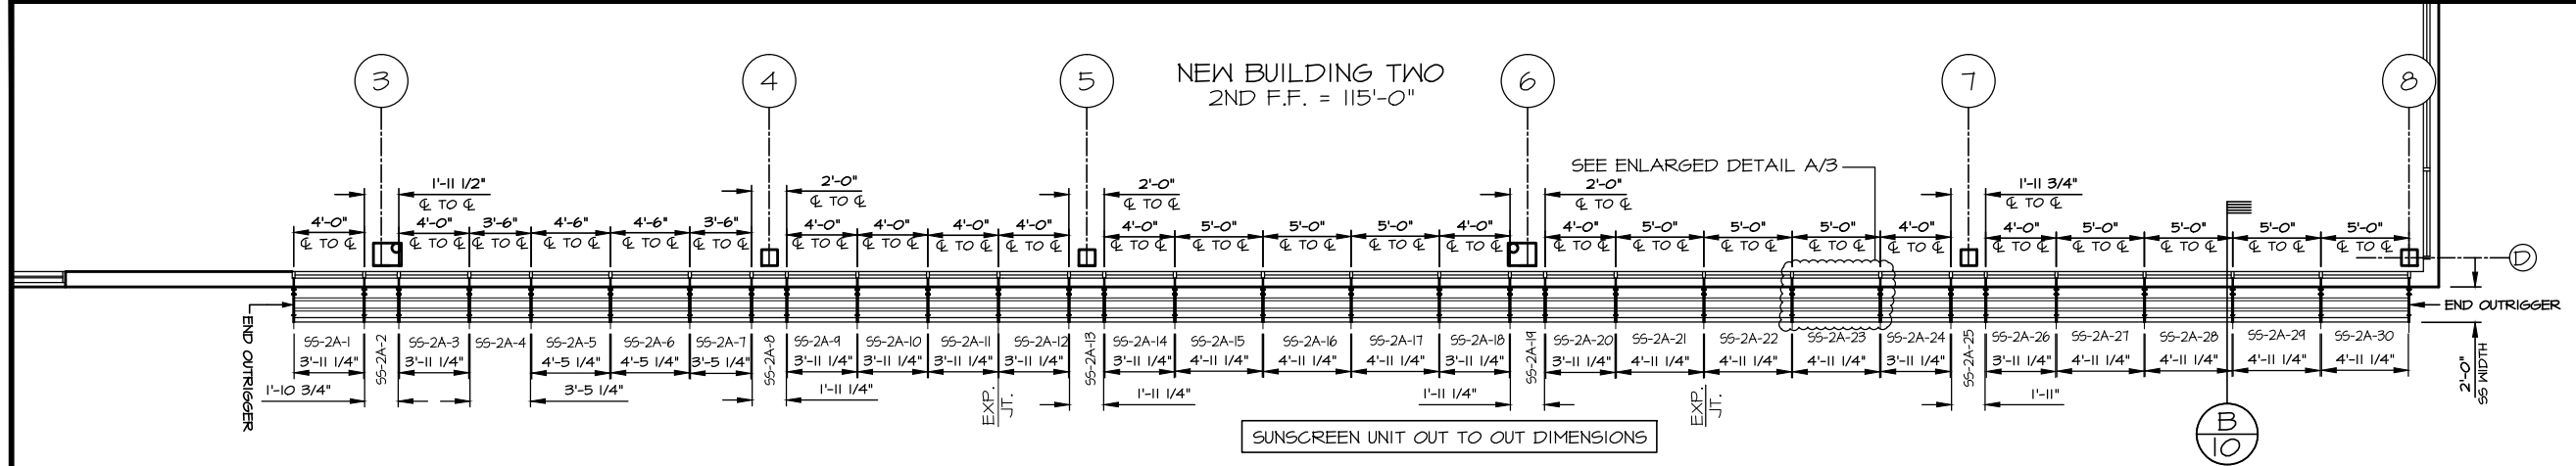 3
4
5
NEW BUILDING TWO
2ND F.F. = 115'-0"
6
7
8
SEE ENLARGED DETAIL A/3
1'-11 1/2"
℄ TO ℄
2'-0"
℄ TO ℄
2'-0"
℄ TO ℄
2'-0"
℄ TO ℄
1'-11 3/4"
℄ TO ℄
4'-0" 4'-0" 3'-6" 4'-6" 4'-6" 3'-6" 4'-0" 4'-0" 4'-0" 4'-0" 4'-0" 5'-0" 5'-0" 5'-0" 4'-0" 4'-0" 5'-0" 5'-0" 5'-0" 4'-0" 4'-0" 5'-0" 5'-0" 5'-0" 5'-0"
℄ TO ℄ ℄ TO ℄ ℄ TO ℄ ℄ TO ℄ ℄ TO ℄ ℄ TO ℄ ℄ TO ℄ ℄ TO ℄ ℄ TO ℄ ℄ TO ℄ ℄ TO ℄ ℄ TO ℄ ℄ TO ℄ ℄ TO ℄ ℄ TO ℄ ℄ TO ℄ ℄ TO ℄ ℄ TO ℄ ℄ TO ℄ ℄ TO ℄ ℄ TO ℄ ℄ TO ℄ ℄ TO ℄ ℄ TO ℄ ℄ TO ℄
D
END OUTRIGGER
END OUTRIGGER
SS-2A-1 SS-2A-2 SS-2A-3 SS-2A-4 SS-2A-5 SS-2A-6 SS-2A-7 SS-2A-8 SS-2A-9 SS-2A-10 SS-2A-11 SS-2A-12 SS-2A-13 SS-2A-14 SS-2A-15 SS-2A-16 SS-2A-17 SS-2A-18 SS-2A-19 SS-2A-20 SS-2A-21 SS-2A-22 SS-2A-23 SS-2A-24 SS-2A-25 SS-2A-26 SS-2A-27 SS-2A-28 SS-2A-29 SS-2A-30
3'-11 1/4" 3'-11 1/4" 4'-5 1/4" 4'-5 1/4" 3'-5 1/4" 3'-11 1/4" 3'-11 1/4" 3'-11 1/4" 3'-11 1/4" 3'-11 1/4" 4'-11 1/4" 4'-11 1/4" 4'-11 1/4" 3'-11 1/4" 3'-11 1/4" 4'-11 1/4" 4'-11 1/4" 4'-11 1/4" 3'-11 1/4" 3'-11 1/4" 4'-11 1/4" 4'-11 1/4" 4'-11 1/4" 4'-11 1/4"
1'-10 3/4" 3'-5 1/4" 1'-11 1/4" 1'-11 1/4" 1'-11 1/4" 1'-11"
EXP.
JT.
EXP.
JT.
2'-0"
SS WIDTH
SUNSCREEN UNIT OUT TO OUT DIMENSIONS
B
10